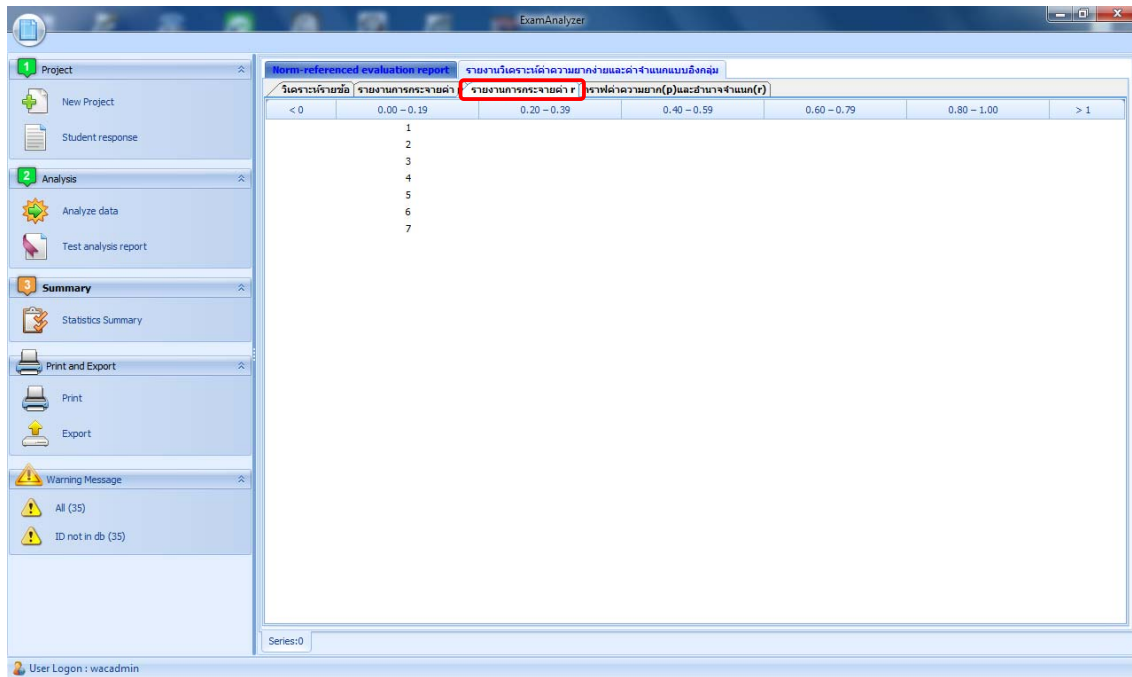 ExamAnalyzer
1 Project
New Project
Student response
2 Analysis
Analyze data
Test analysis report
3 Summary
Statistics Summary
Print and Export
Print
Export
Warning Message
All (35)
ID not in db (35)
Norm-referenced evaluation report รายงานวิเคราะห์ค่าความยากง่ายและค่าจำแนกแบบอิงกลุ่ม
วิเคราะห์รายข้อ รายงานการกระจายค่า รายงานการกระจายค่า r กราฟค่าความยาก(p)และอำนาจจำแนก(r)
< 0 0.00 – 0.19 0.20 – 0.39 0.40 – 0.59 0.60 – 0.79 0.80 – 1.00 > 1
1
2
3
4
5
6
7
Series:0
User Logon : wacadmin